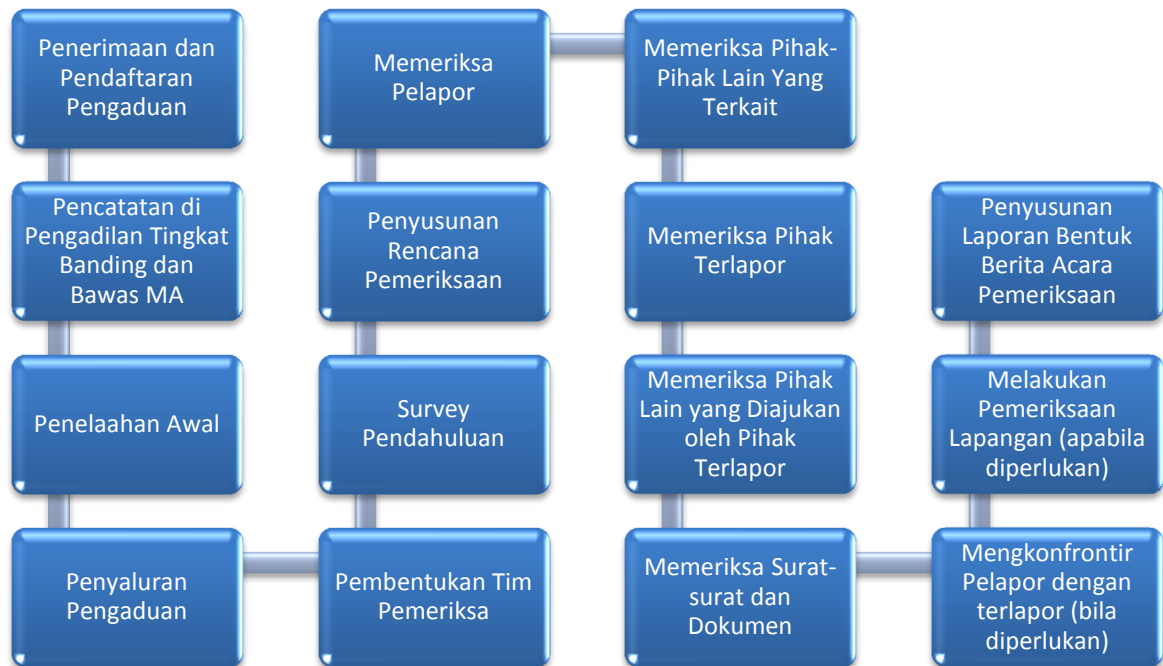 Penerimaan dan
Pendaftaran
Pengaduan
Pencatatan di
Pengadilan Tingkat
Banding dan
Bawas MA
Penelaahan Awal
Penyaluran
Pengaduan
Pembentukan Tim
Pemeriksa
Survey
Pendahuluan
Penyusunan
Rencana
Pemeriksaan
Memeriksa
Pelapor
Memeriksa Pihak-
Pihak Lain Yang
Terkait
Memeriksa Pihak
Terlapor
Memeriksa Pihak
Lain yang Diajukan
oleh Pihak
Terlapor
Memeriksa Surat-
surat dan
Dokumen
Mengkonfrontir
Pelapor dengan
terlapor (bila
diperlukan)
Melakukan
Pemeriksaan
Lapangan (apabila
diperlukan)
Penyusunan
Laporan Bentuk
Berita Acara
Pemeriksaan